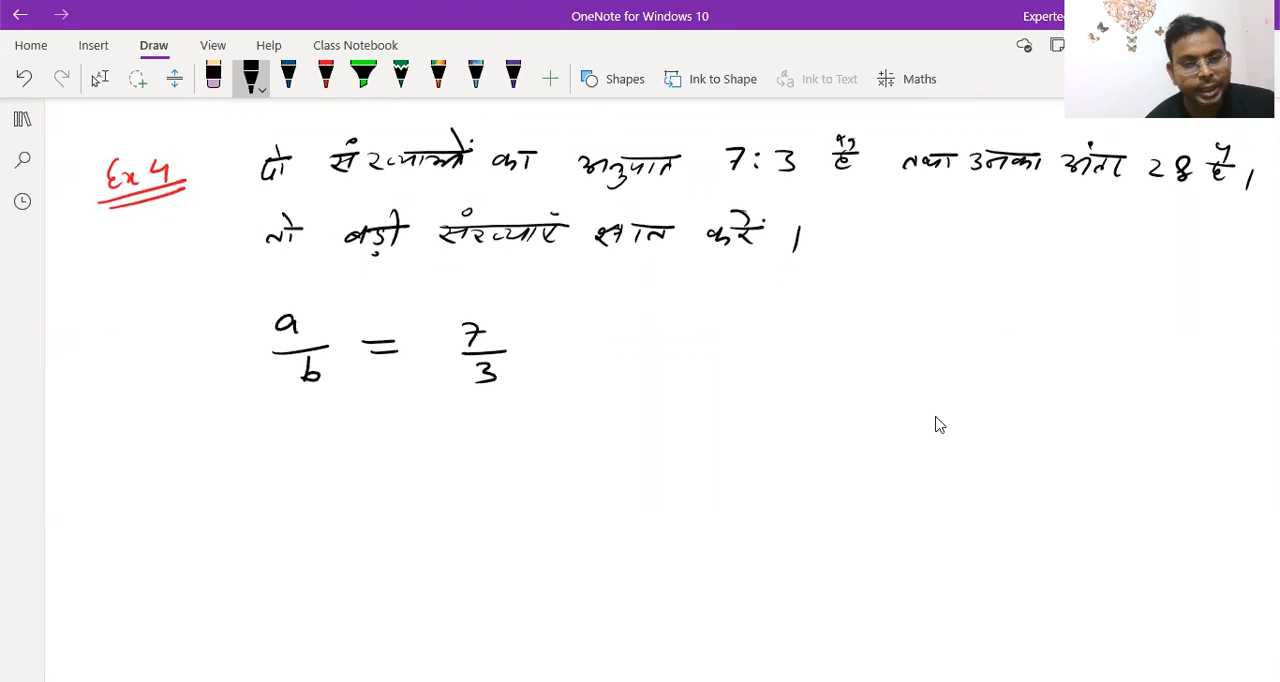 OneNote for Windows 10
Home Insert Draw View Help Class Notebook
Shapes Ink to Shape Ink to Text Maths
Ex 4 दो संख्याओं का अनुपात 7:3 है तथा उनका अंतर 28 है,
तो बड़ी संख्याएं ज्ञात करें ।
a/b = 7/3